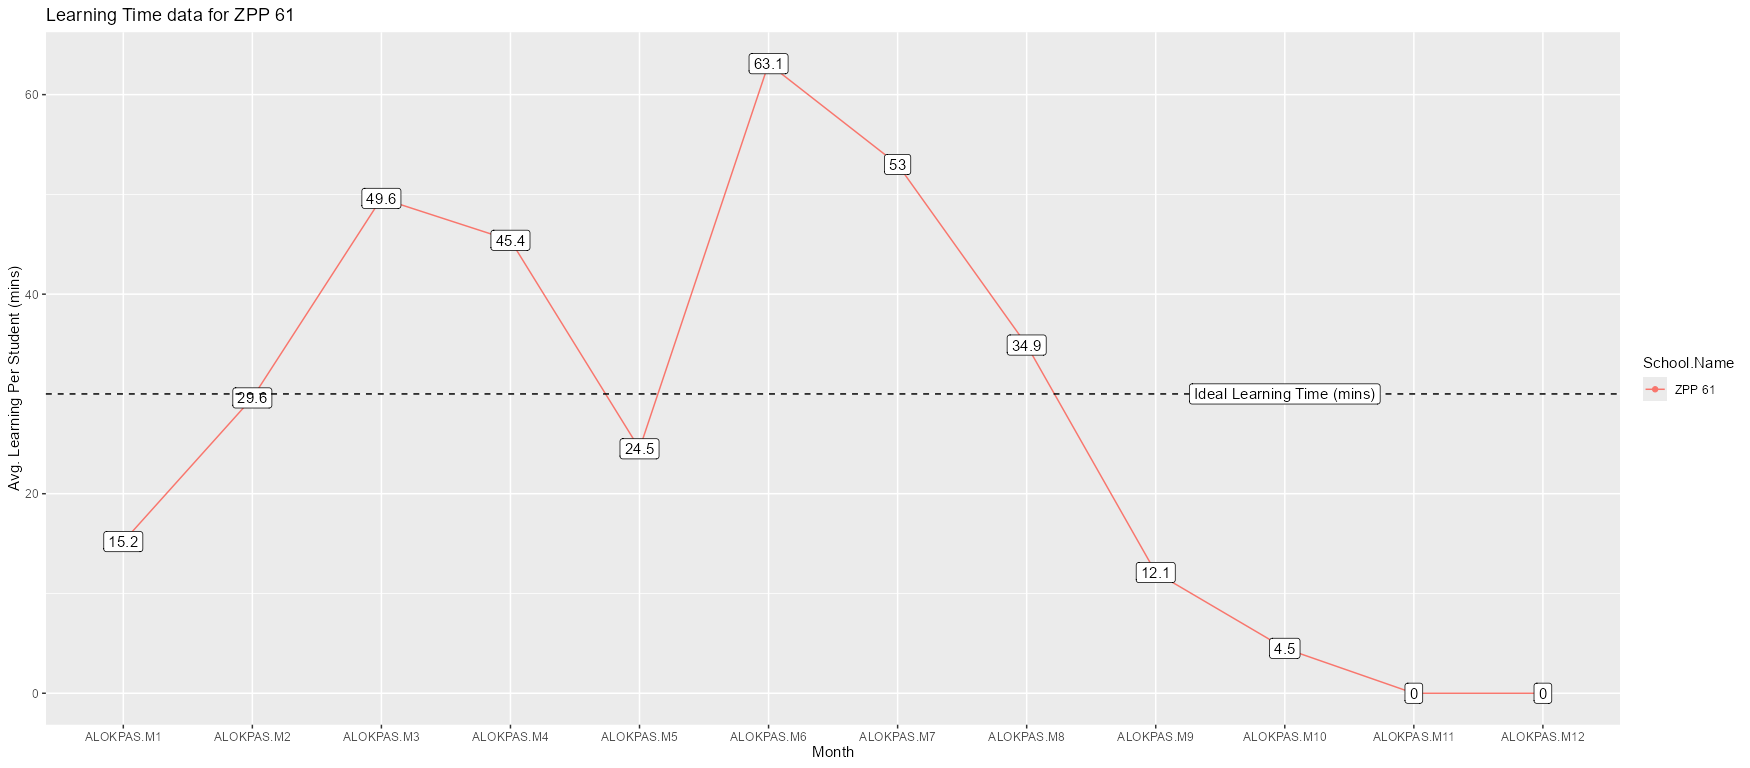 Learning Time data for ZPP 61
Avg. Learning Per Student (mins)
60
40
20
0
15.2
29.6
49.6
45.4
24.5
63.1
53
34.9
12.1
4.5
0
0
Ideal Learning Time (mins)
School.Name
ZPP 61
ALOKPAS.M1 ALOKPAS.M2 ALOKPAS.M3 ALOKPAS.M4 ALOKPAS.M5 ALOKPAS.M6 ALOKPAS.M7 ALOKPAS.M8 ALOKPAS.M9 ALOKPAS.M10 ALOKPAS.M11 ALOKPAS.M12
Month